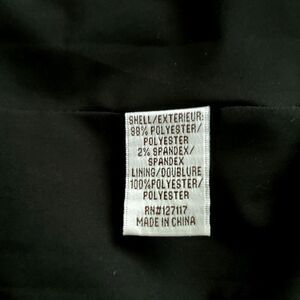 SHELL/EXTERIEUR:
98% POLYESTER/
POLYESTER
2% SPANDEX/
SPANDEX
LINING/DOUBLURE
100%POLYESTER/
POLYESTER
RN#127117
MADE IN CHINA